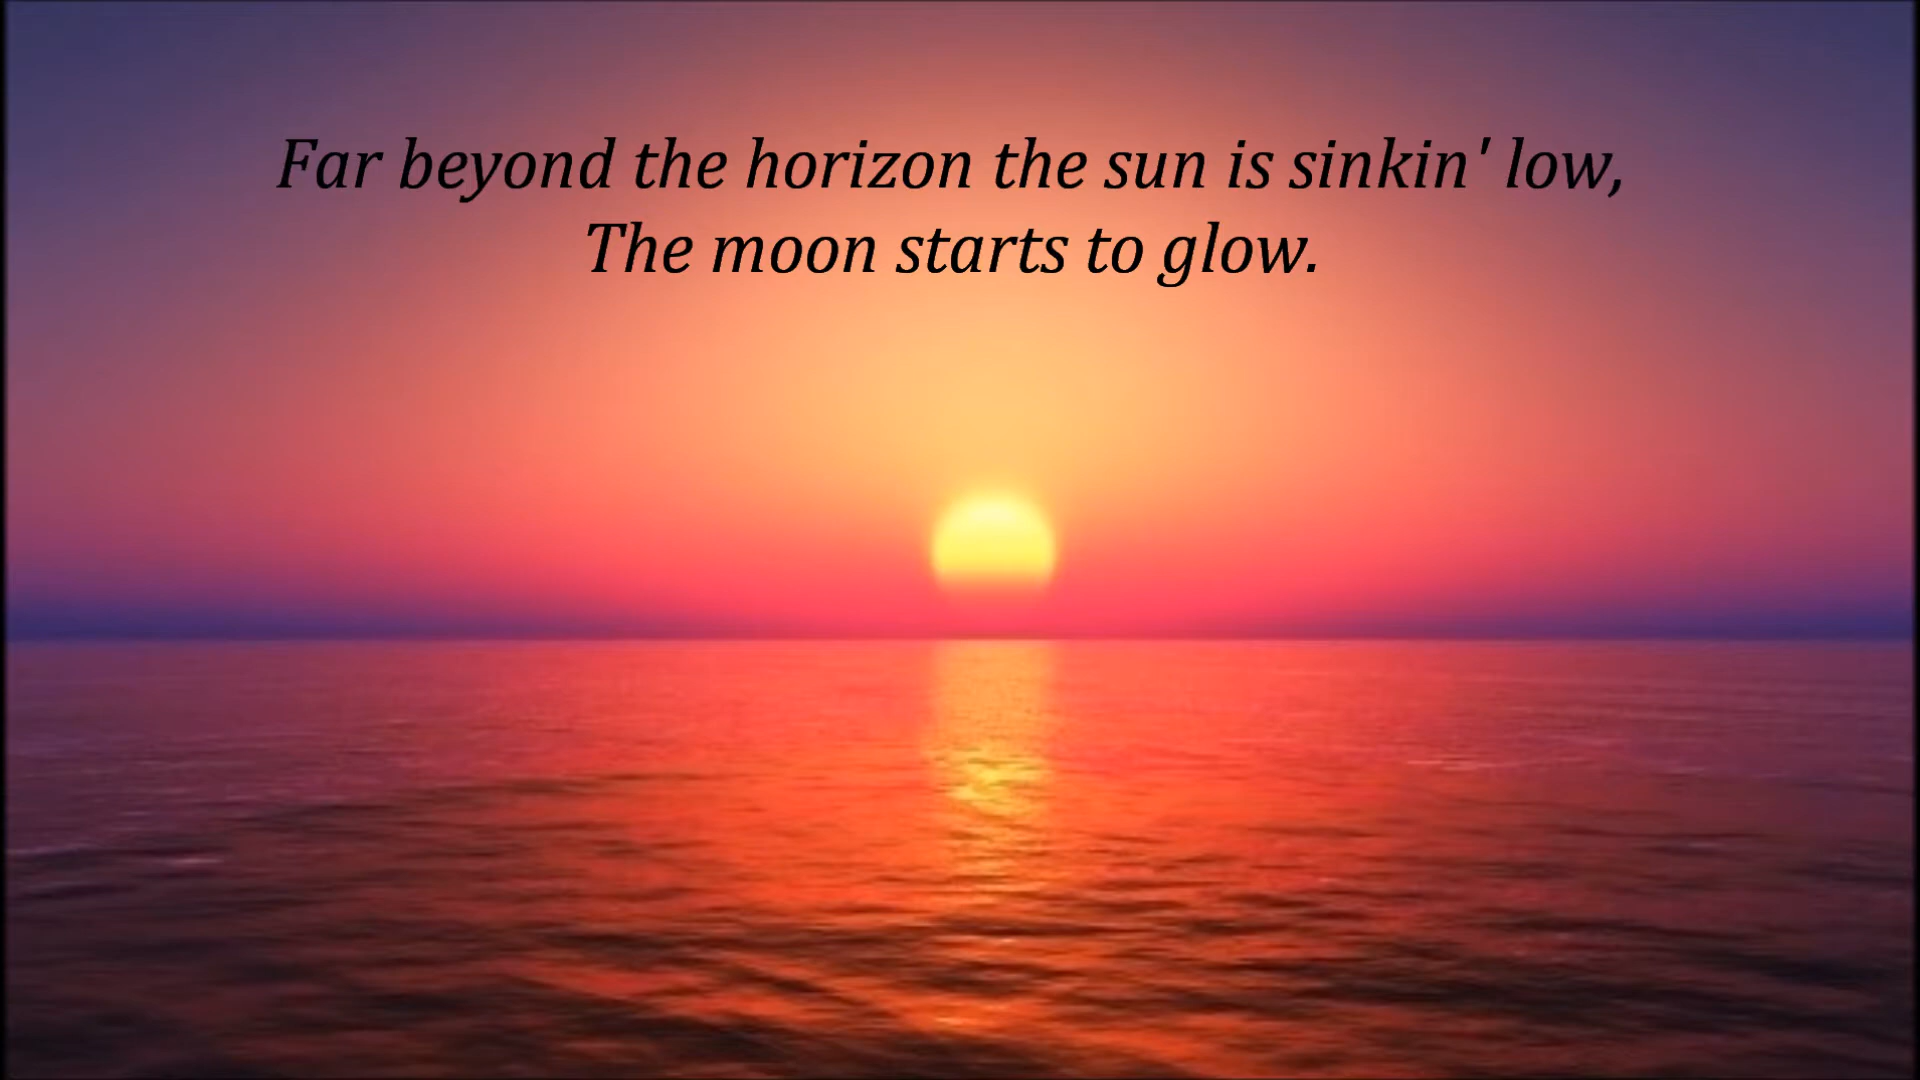 Far beyond the horizon the sun is sinkin' low,
The moon starts to glow.